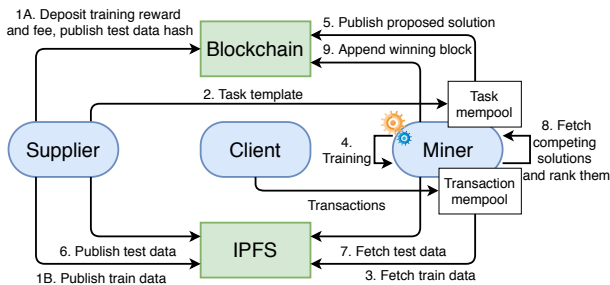 1A. Deposit training reward
and fee, publish test data hash
Blockchain
5. Publish proposed solution
9. Append winning block
2. Task template
Task
mempool
Supplier
Client
4.
Training
Miner
8. Fetch
competing
solutions
and rank them
Transaction
mempool
Transactions
6. Publish test data
IPFS
7. Fetch test data
1B. Publish train data
3. Fetch train data